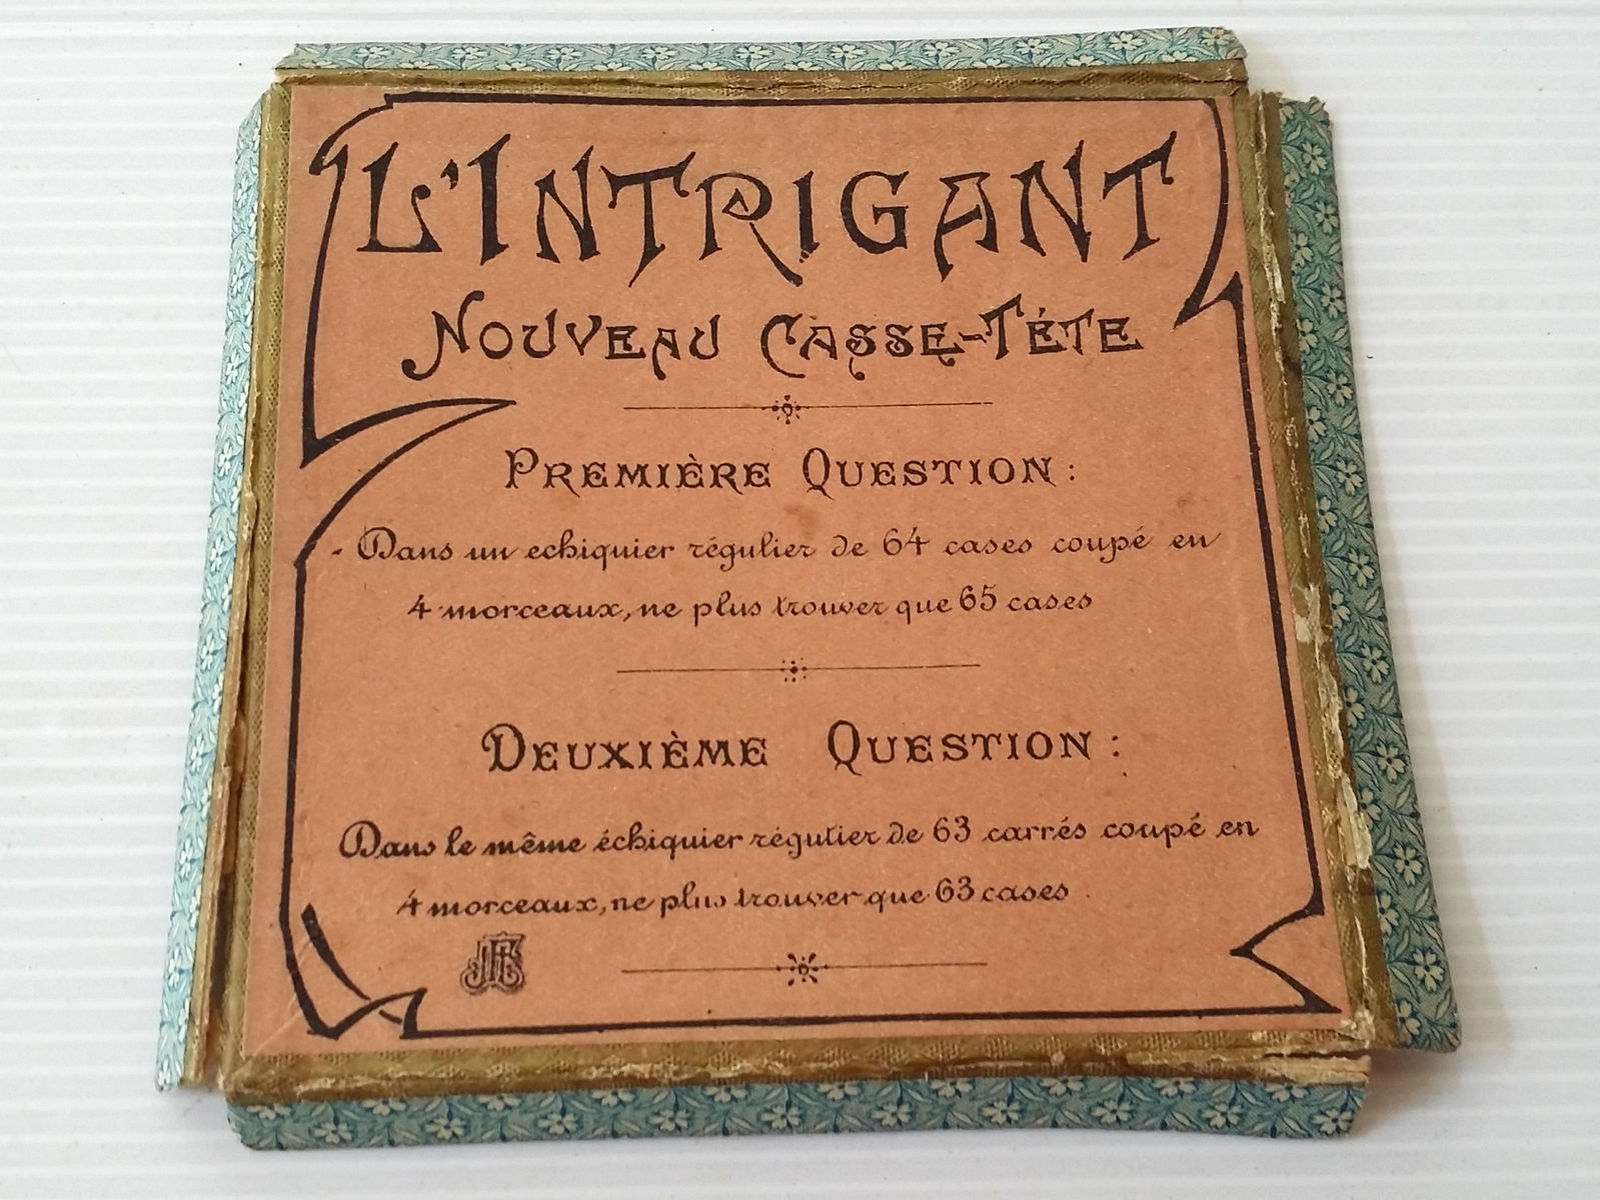 L'INTRIGANT
NOUVEAU CASSE-TÊTE
PREMIÈRE QUESTION:
- Dans un echiquier régulier de 64 cases coupé en
4 morceaux, ne plus trouver que 65 cases
DEUXIÈME QUESTION:
Dans le même échiquier régulier de 63 carrés coupé en
4 morceaux, ne plus trouver que 63 cases.